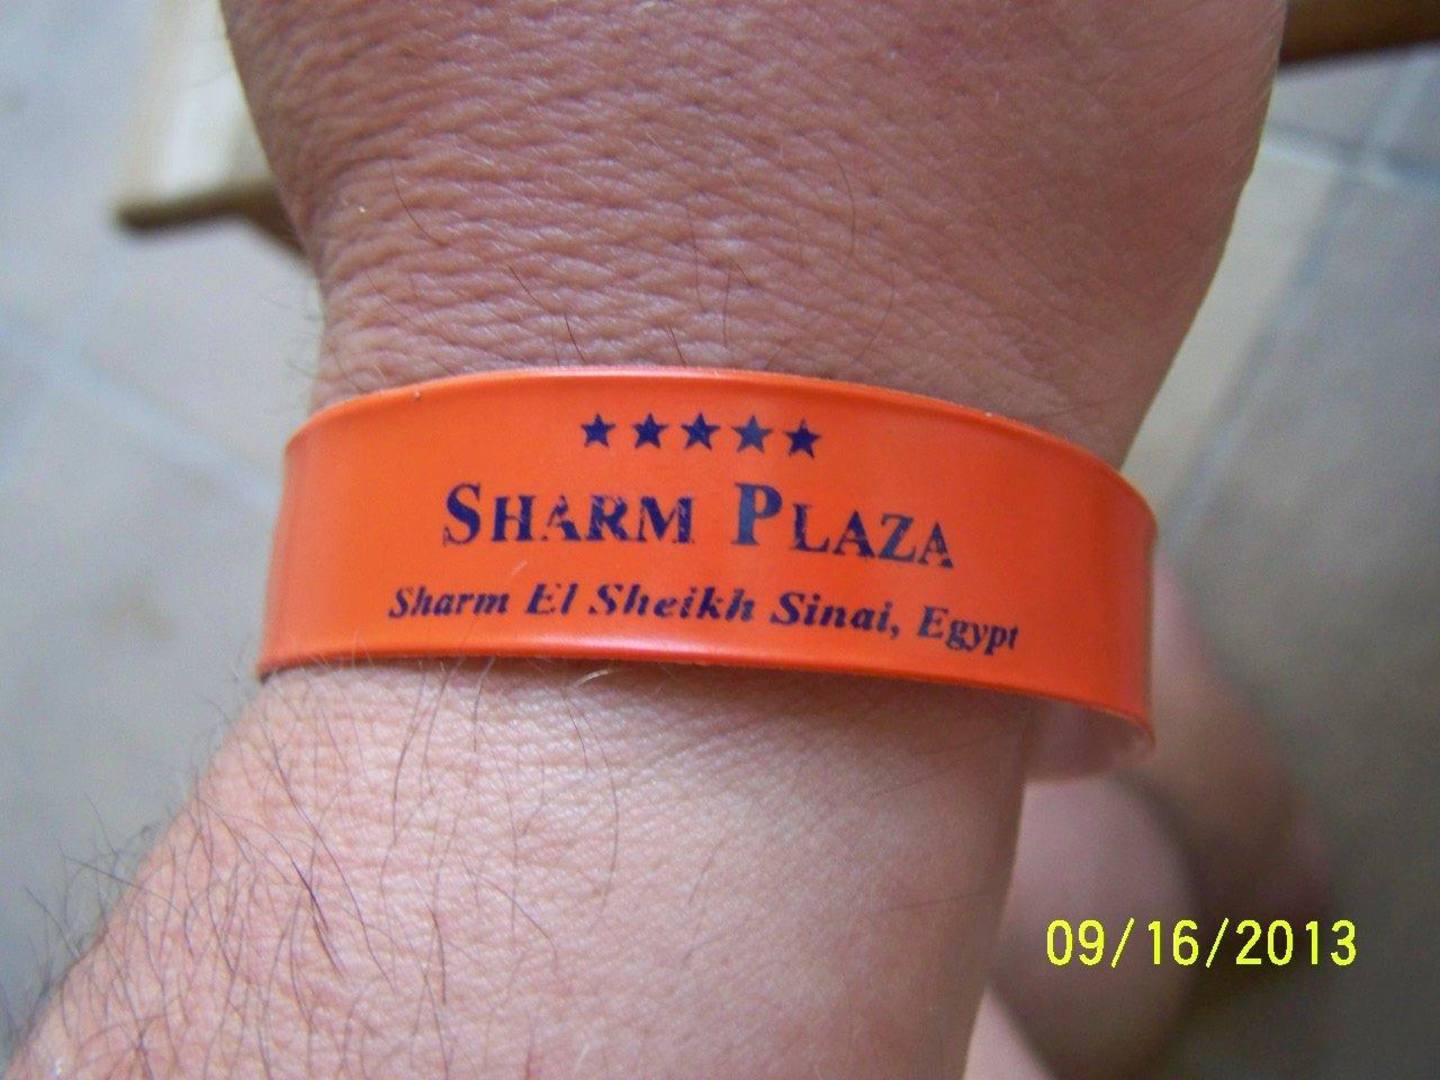 ★★★★★
SHARM PLAZA
Sharm El Sheikh Sinai, Egypt
09/16/2013